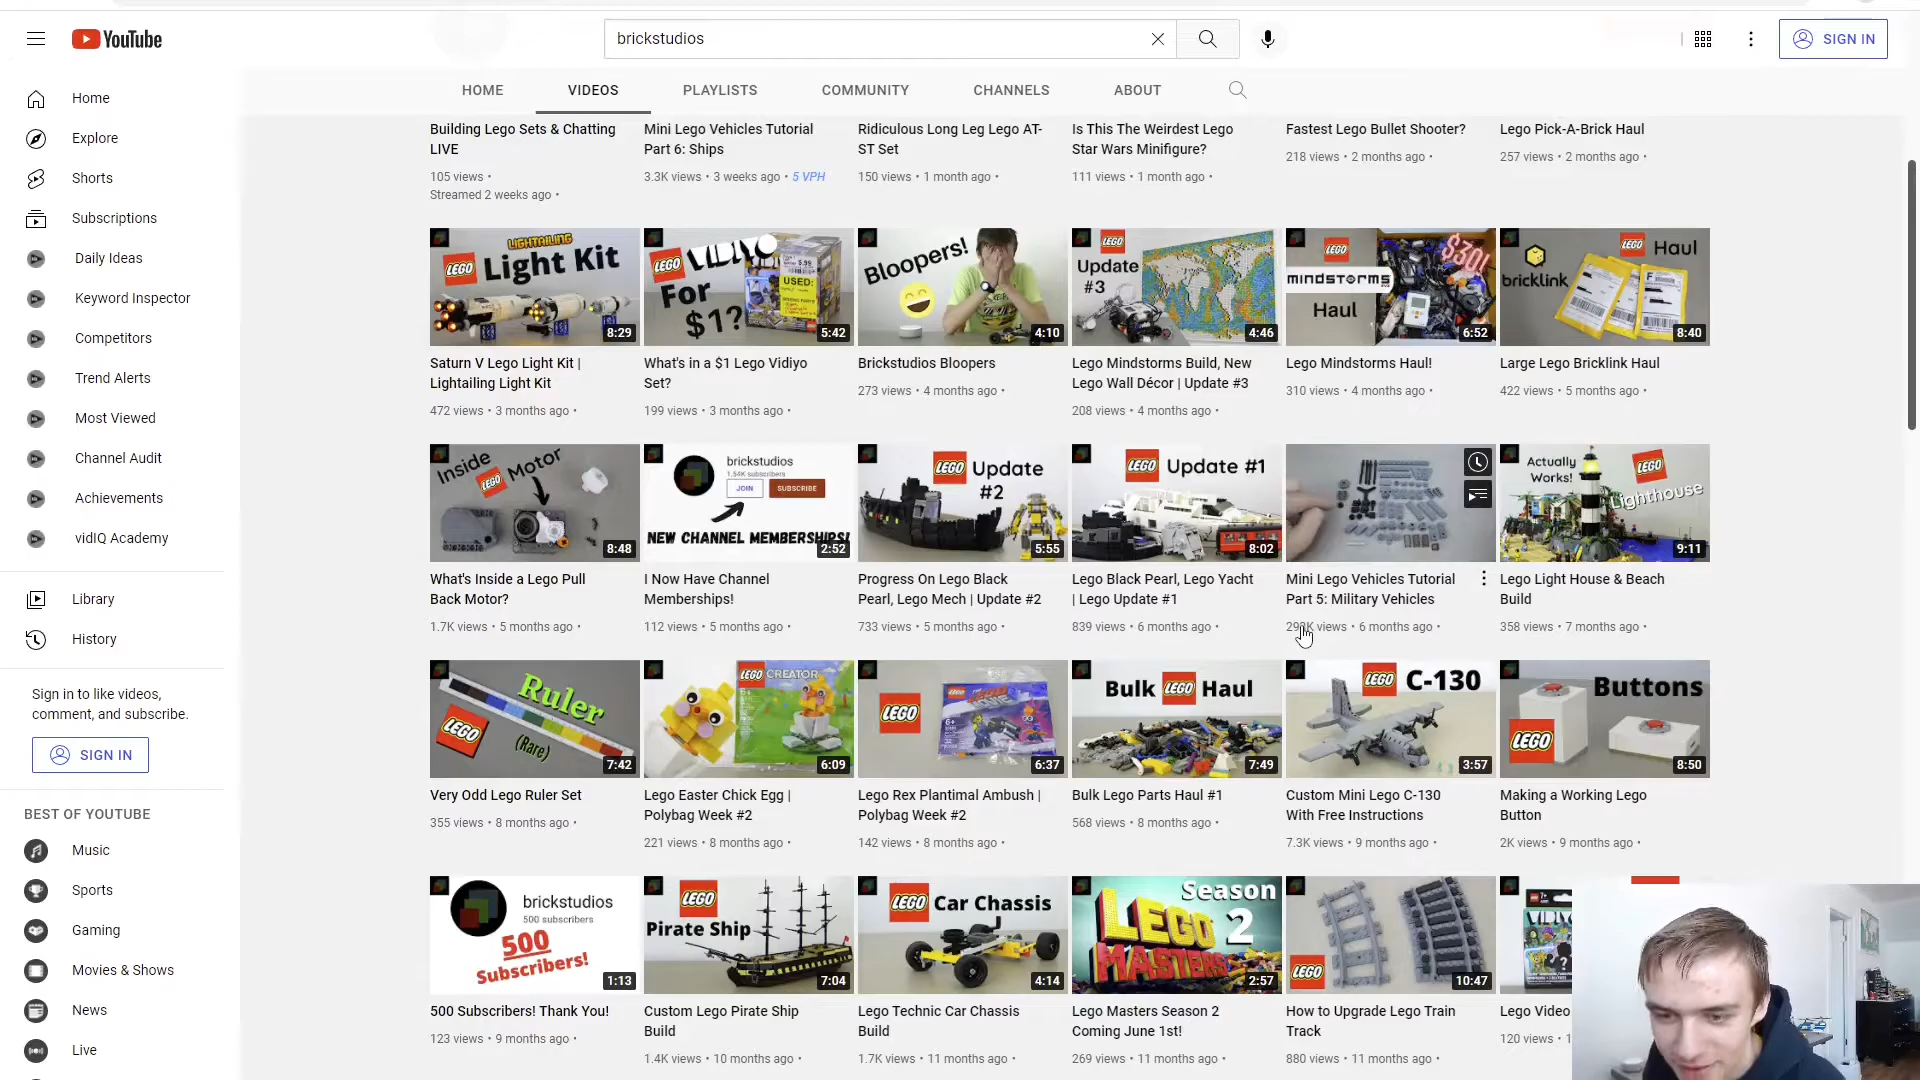 YouTube
brickstudios
SIGN IN
HOME
VIDEOS
PLAYLISTS
COMMUNITY
CHANNELS
ABOUT
Home
Explore
Shorts
Subscriptions
Daily Ideas
Keyword Inspector
Competitors
Trend Alerts
Most Viewed
Channel Audit
Achievements
vidIQ Academy
Library
History
Sign in to like videos,
comment, and subscribe.
SIGN IN
BEST OF YOUTUBE
Music
Sports
Gaming
Movies & Shows
News
Live
Building Lego Sets & Chatting
LIVE
105 views •
Streamed 2 weeks ago •
Mini Lego Vehicles Tutorial
Part 6: Ships
3.3K views • 3 weeks ago • 5 VPH
Ridiculous Long Leg Lego AT-
ST Set
150 views • 1 month ago •
Is This The Weirdest Lego
Star Wars Minifigure?
111 views • 1 month ago •
Fastest Lego Bullet Shooter?
218 views • 2 months ago •
Lego Pick-A-Brick Haul
257 views • 2 months ago •
LIGHTAILING
LEGO Light Kit
8:29
Saturn V Lego Light Kit |
Lightailing Light Kit
472 views • 3 months ago •
LEGO VIDIYO
For
$1?
5.99
USED:
5:42
What's in a $1 Lego Vidiyo
Set?
199 views • 3 months ago •
Bloopers!
4:10
Brickstudios Bloopers
273 views • 4 months ago •
LEGO
Update
#3
4:46
Lego Mindstorms Build, New
Lego Wall Décor | Update #3
208 views • 4 months ago •
LEGO
MINDSTORMS
Haul
$30!
6:52
Lego Mindstorms Haul!
310 views • 4 months ago •
LEGO Haul
bricklink
8:40
Large Lego Bricklink Haul
422 views • 5 months ago •
Inside
LEGO Motor
8:48
What's Inside a Lego Pull
Back Motor?
1.7K views • 5 months ago •
brickstudios
1.54K subscribers
JOIN
SUBSCRIBE
NEW CHANNEL MEMBERSHIPS!
2:52
I Now Have Channel
Memberships!
112 views • 5 months ago •
LEGO Update
#2
5:55
Progress On Lego Black
Pearl, Lego Mech | Update #2
733 views • 5 months ago •
LEGO Update #1
8:02
Lego Black Pearl, Lego Yacht
| Lego Update #1
839 views • 6 months ago •
Mini Lego Vehicles Tutorial
Part 5: Military Vehicles
views • 6 months ago •
Actually
Works!
LEGO
Lighthouse
9:11
Lego Light House & Beach
Build
358 views • 7 months ago •
Ruler
LEGO
(Rare)
7:42
Very Odd Lego Ruler Set
355 views • 8 months ago •
LEGO CREATOR
6:09
Lego Easter Chick Egg |
Polybag Week #2
221 views • 8 months ago •
LEGO
6:37
Lego Rex Plantimal Ambush |
Polybag Week #2
142 views • 8 months ago •
Bulk LEGO Haul
7:49
Bulk Lego Parts Haul #1
568 views • 8 months ago •
LEGO C-130
3:57
Custom Mini Lego C-130
With Free Instructions
7.3K views • 9 months ago •
Buttons
LEGO
8:50
Making a Working Lego
Button
2K views • 9 months ago •
brickstudios
500 subscribers
500
Subscribers!
1:13
500 Subscribers! Thank You!
123 views • 9 months ago •
LEGO
Pirate Ship
7:04
Custom Lego Pirate Ship
Build
1.4K views • 10 months ago •
LEGO Car Chassis
4:14
Lego Technic Car Chassis
Build
1.7K views • 11 months ago •
Season
2
LEGO
MASTERS
2:57
Lego Masters Season 2
Coming June 1st!
269 views • 11 months ago •
LEGO
10:47
How to Upgrade Lego Train
Track
880 views • 11 months ago •
Lego Video
120 views • 1